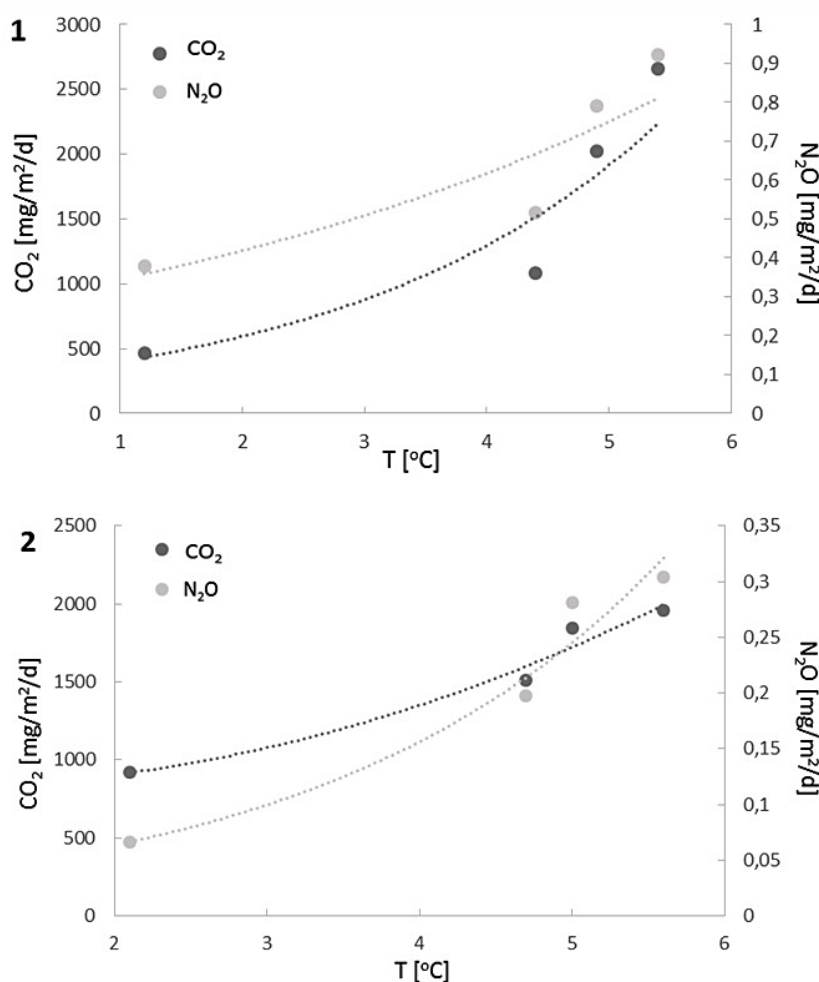 1
CO₂
N₂O
3000
2500
2000
1500
1000
500
0
CO₂ [mg/m²/d]
1
0,9
0,8
0,7
0,6
0,5
0,4
0,3
0,2
0,1
0
N₂O [mg/m²/d]
1 2 3 4 5 6
T [°C]
2
CO₂
N₂O
2500
2000
1500
1000
500
0
CO₂ [mg/m²/d]
0,35
0,3
0,25
0,2
0,15
0,1
0,05
0
N₂O [mg/m²/d]
2 3 4 5 6
T [°C]